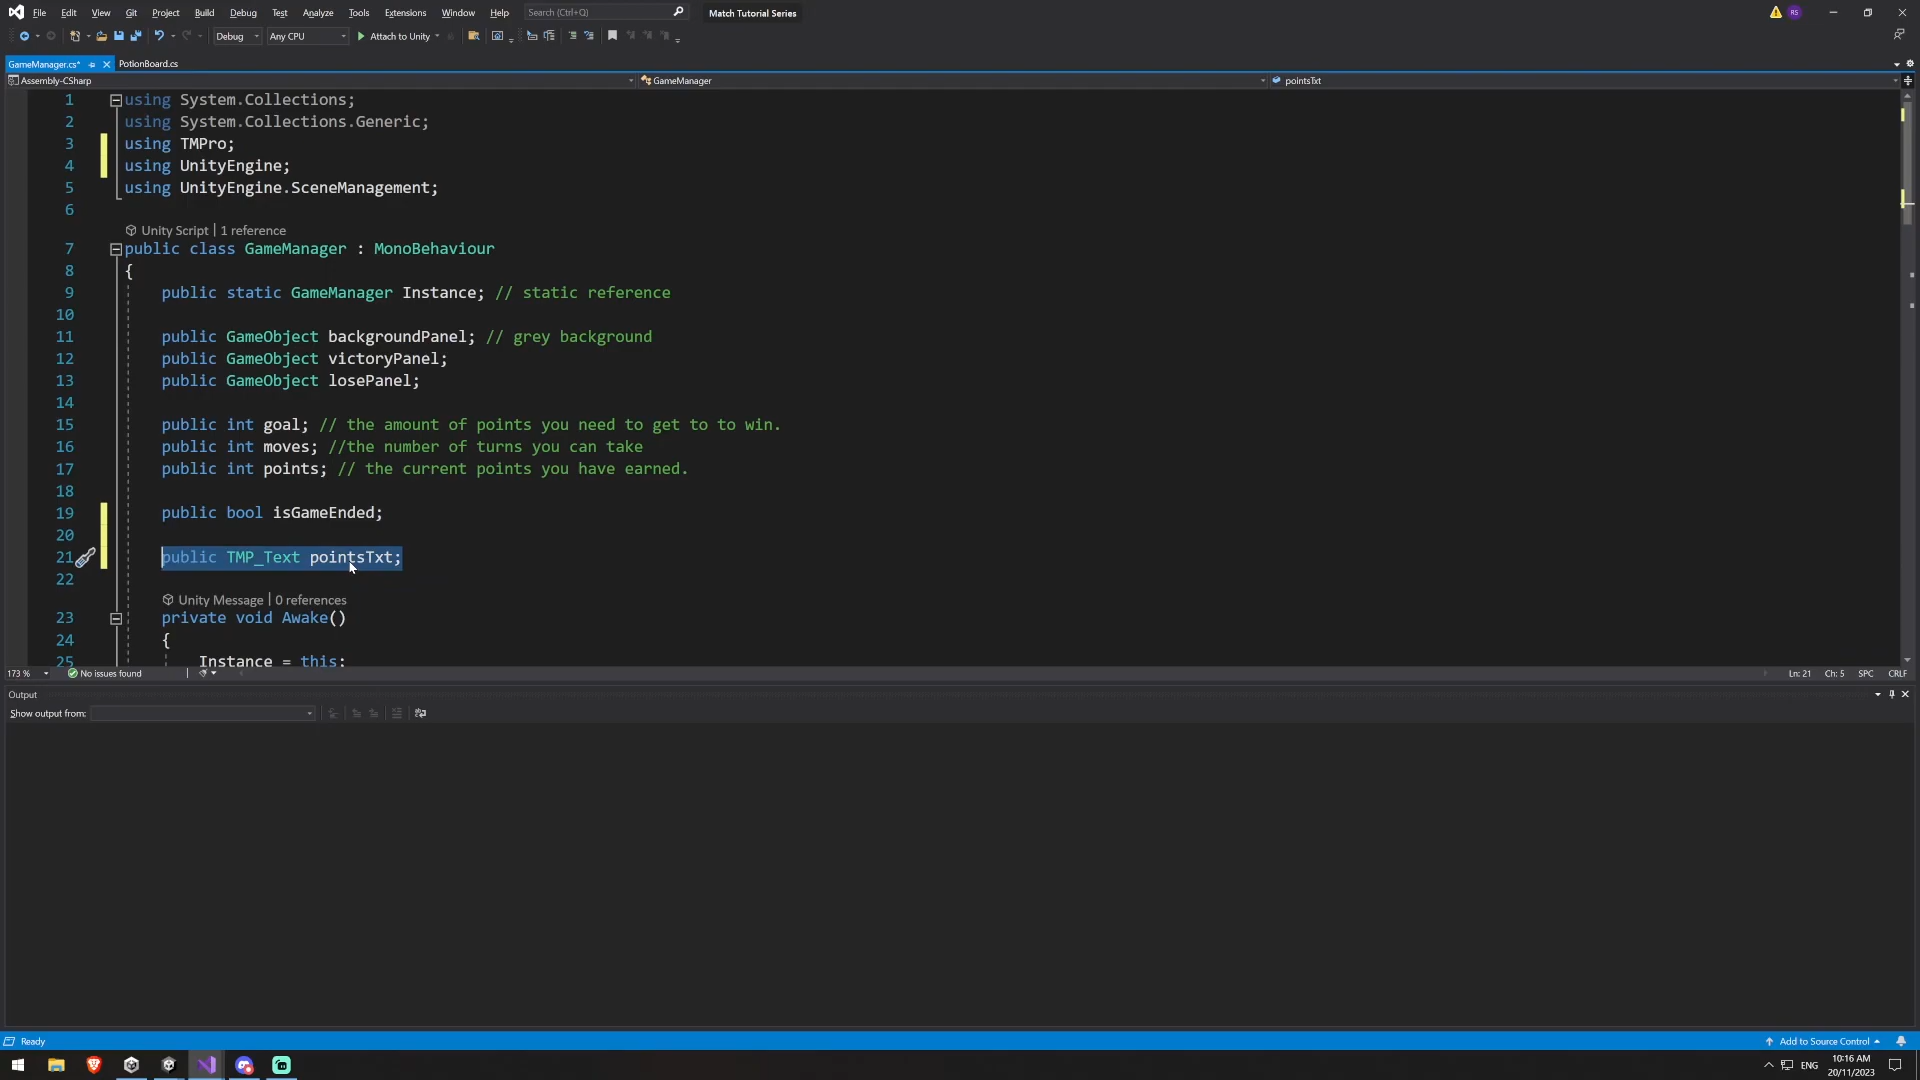 File Edit View Git Project Build Debug Test Analyze Tools Extensions Window Help Search (Ctrl+Q) Match Tutorial Series RS
Debug Any CPU Attach to Unity
GameManager.cs* PotionBoard.cs
Assembly-CSharp GameManager pointsTxt
1 using System.Collections;
2 using System.Collections.Generic;
3 using TMPro;
4 using UnityEngine;
5 using UnityEngine.SceneManagement;
6
Unity Script | 1 reference
7 public class GameManager : MonoBehaviour
8 {
9 public static GameManager Instance; // static reference
10
11 public GameObject backgroundPanel; // grey background
12 public GameObject victoryPanel;
13 public GameObject losePanel;
14
15 public int goal; // the amount of points you need to get to to win.
16 public int moves; //the number of turns you can take
17 public int points; // the current points you have earned.
18
19 public bool isGameEnded;
20
21 public TMP_Text pointsTxt;
22
Unity Message | 0 references
23 private void Awake()
24 {
25 Instance = this;
173 % No issues found Ln: 21 Ch: 5 SPC CRLF
Output
Show output from:
Ready Add to Source Control
ENG 10:16 AM
20/11/2023